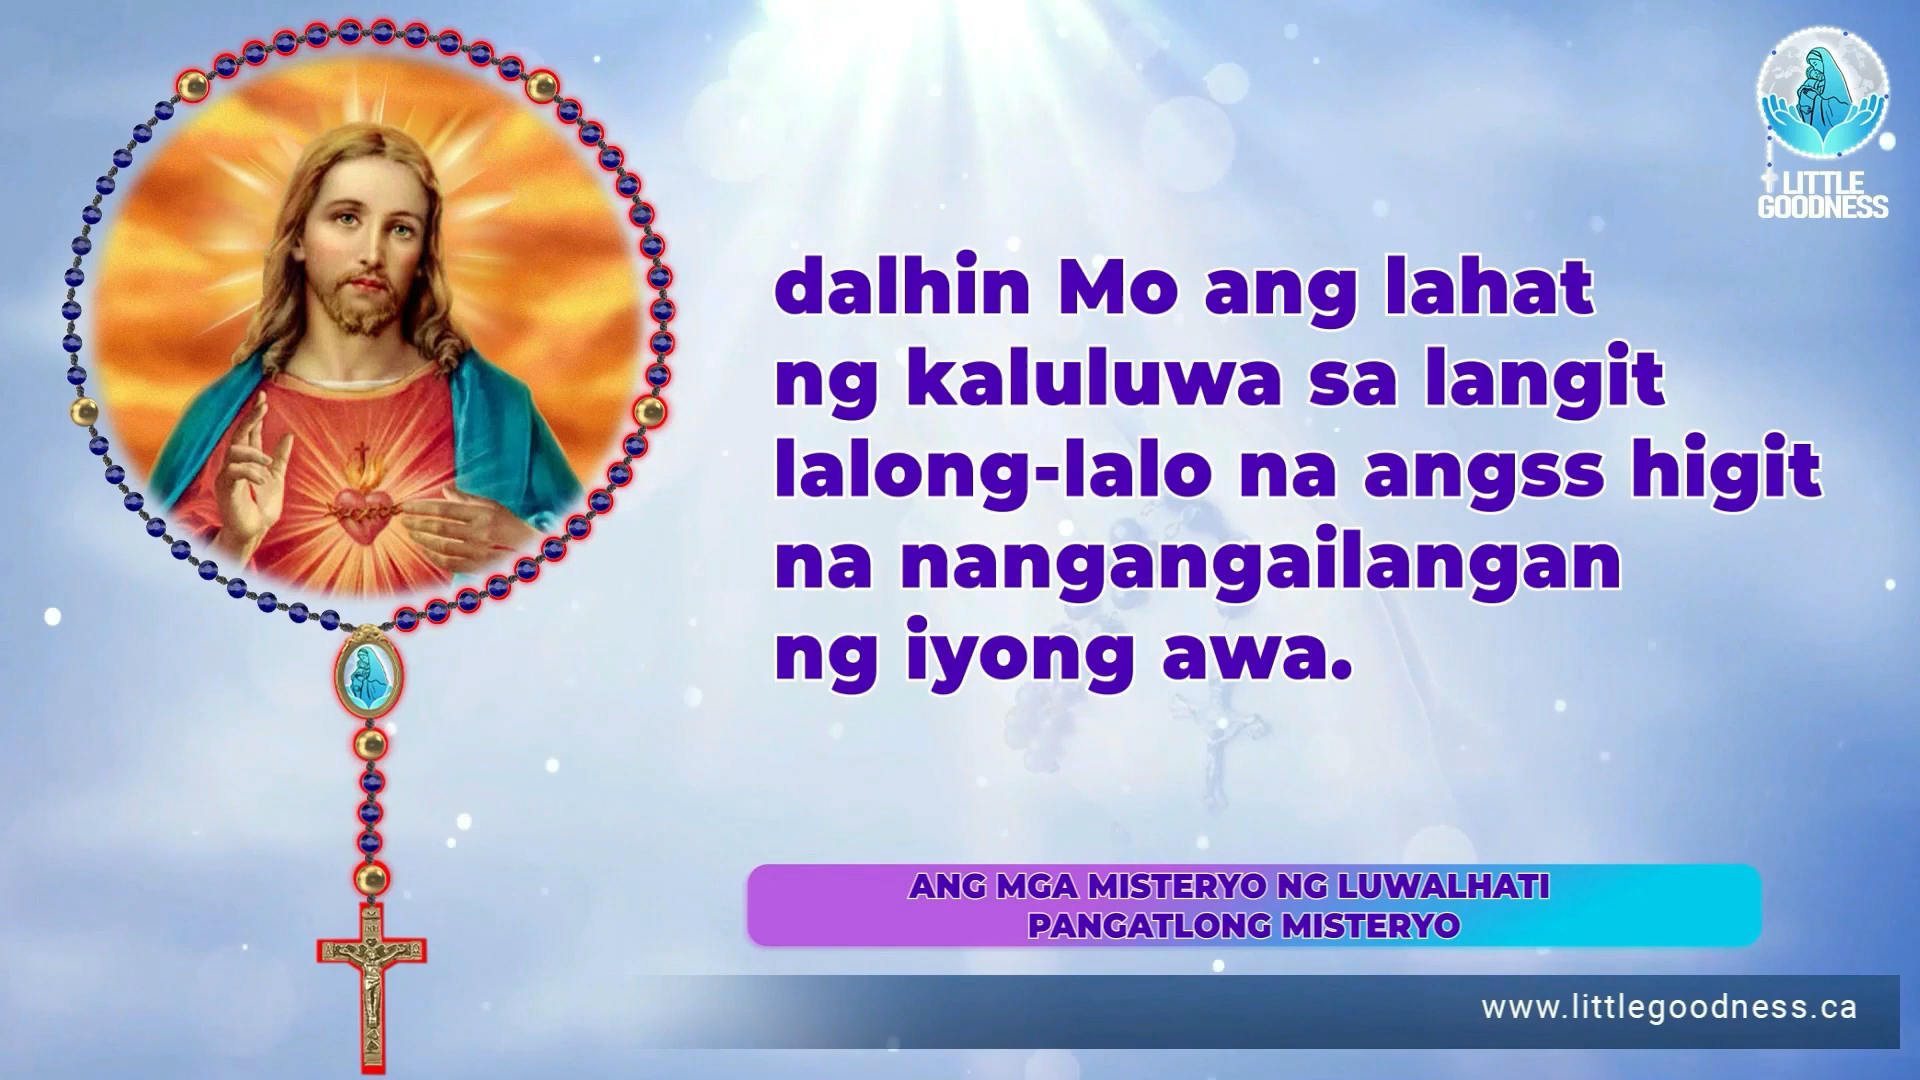 LITTLE
GOODNESS
dalhin Mo ang lahat
ng kaluluwa sa langit
lalong-lalo na angss higit
na nangangailangan
ng iyong awa.
ANG MGA MISTERYO NG LUWALHATI
PANGATLONG MISTERYO
INRI
www.littlegoodness.ca